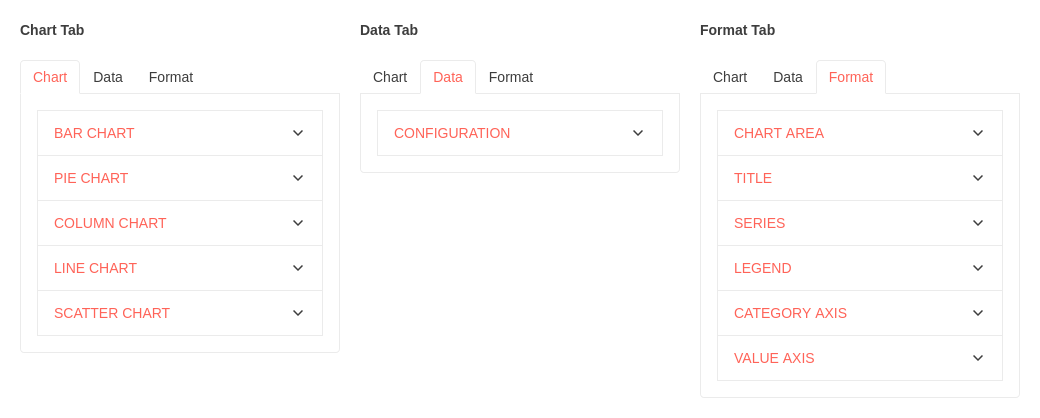 Chart Tab
Chart Data Format
BAR CHART
PIE CHART
COLUMN CHART
LINE CHART
SCATTER CHART
Data Tab
Chart Data Format
CONFIGURATION
Format Tab
Chart Data Format
CHART AREA
TITLE
SERIES
LEGEND
CATEGORY AXIS
VALUE AXIS